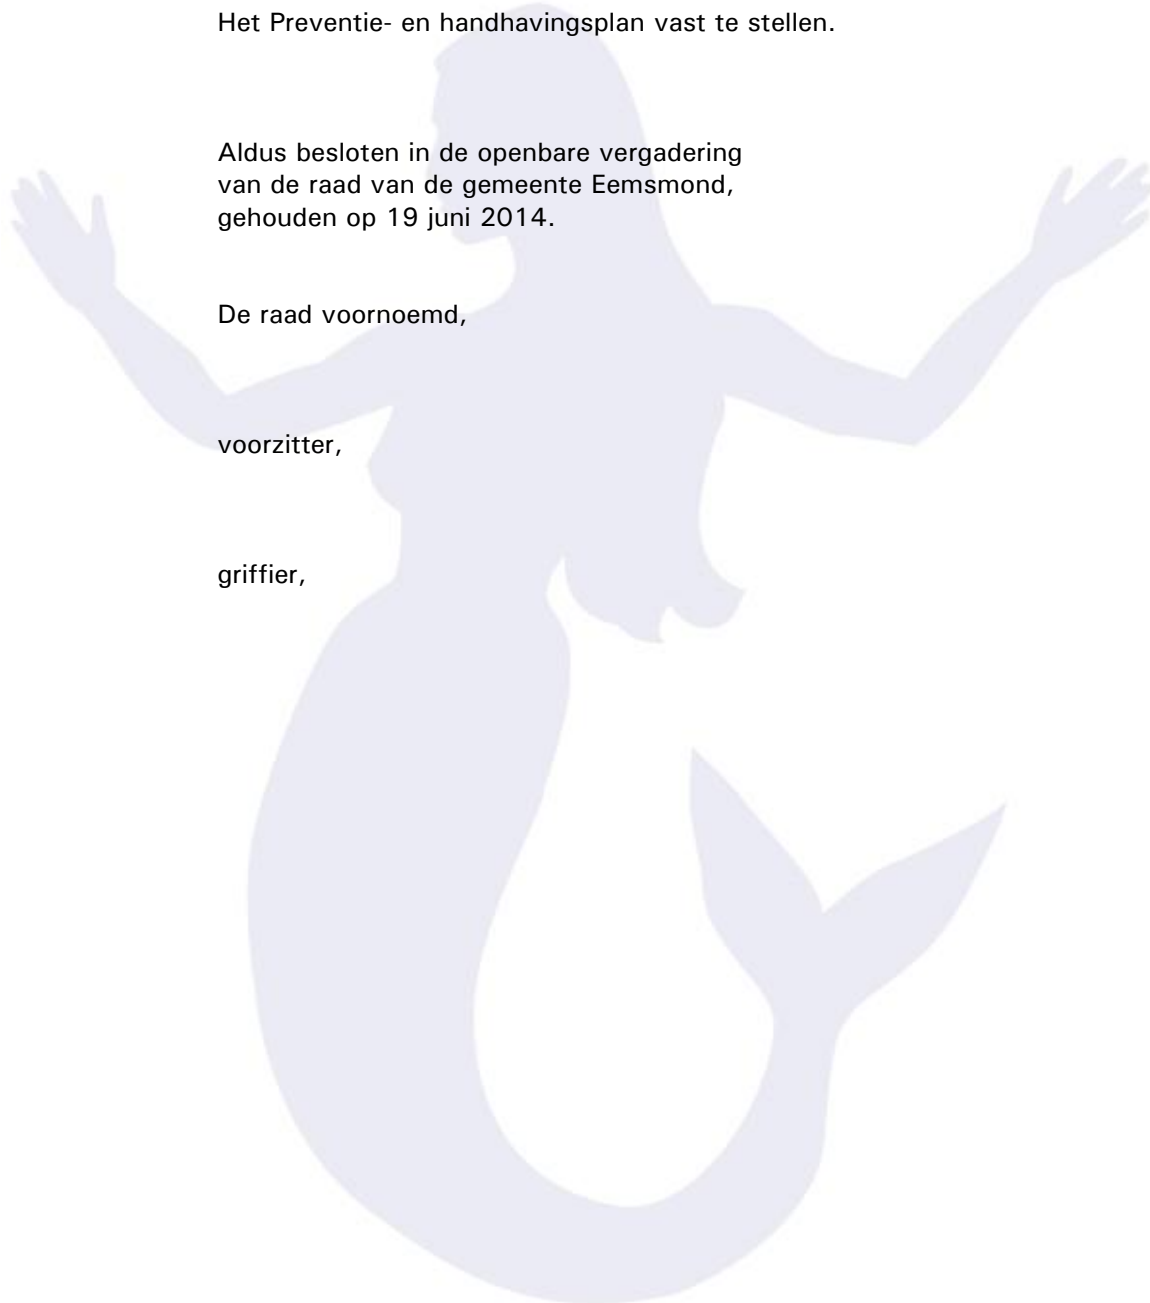 Het Preventie- en handhavingsplan vast te stellen.
Aldus besloten in de openbare vergadering
van de raad van de gemeente Eemsmond,
gehouden op 19 juni 2014.
De raad voornoemd,
voorzitter,
griffier,